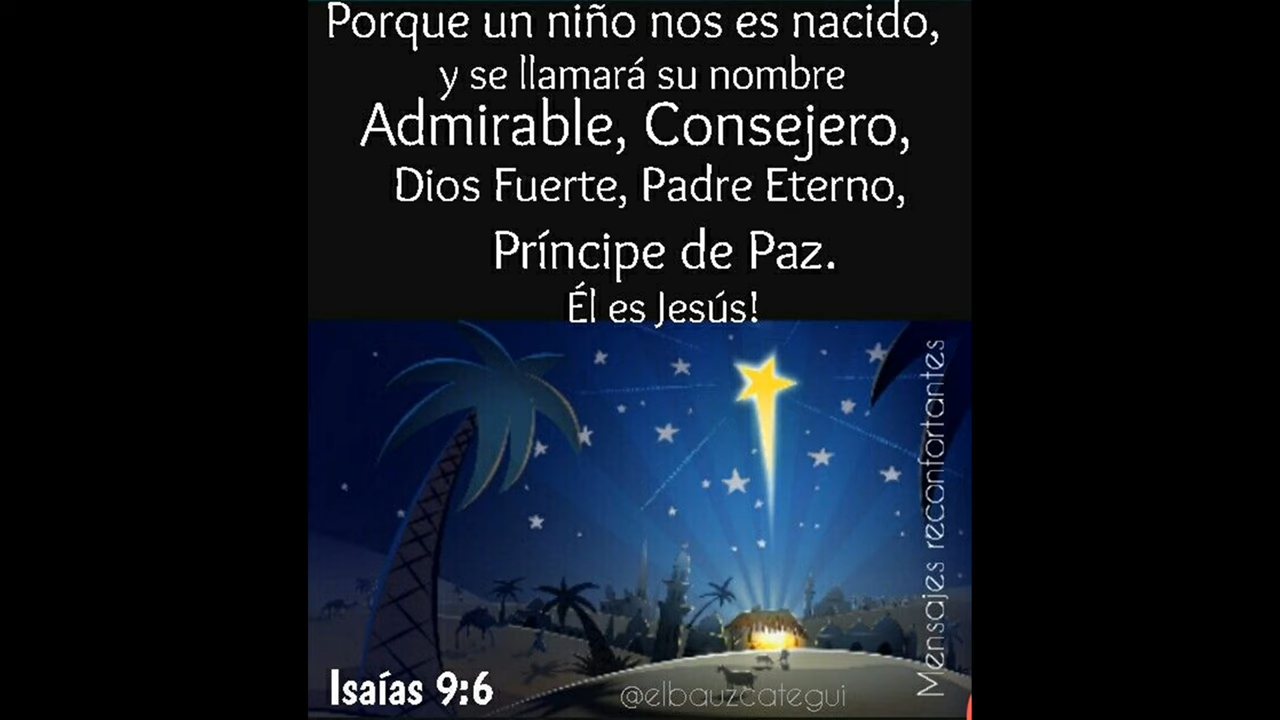 Porque un niño nos es nacido,
y se llamará su nombre
Admirable, Consejero,
Dios Fuerte, Padre Eterno,
Príncipe de Paz.
Él es Jesús!
Mensajes reconfortantes
Isaías 9:6
@elbauzcategui